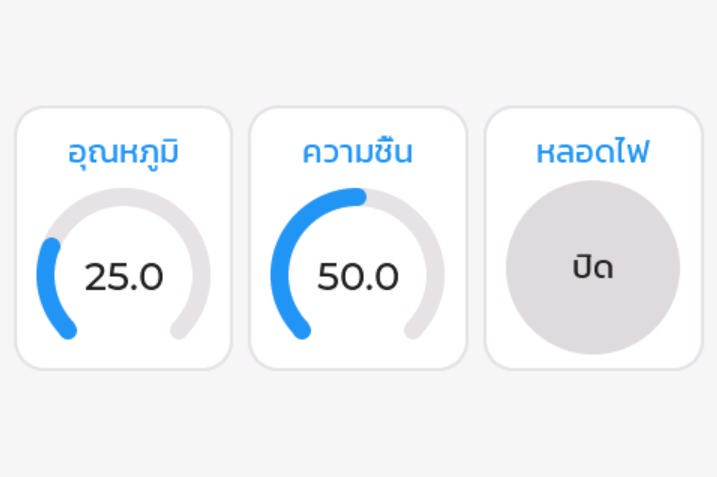 อุณหภูมิ
25.0
ความชื้น
50.0
หลอดไฟ
ปิด